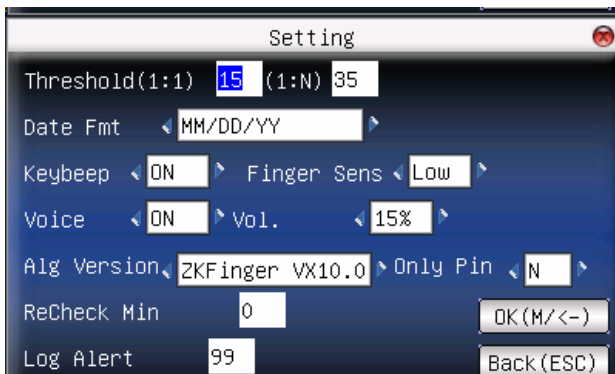 Setting
Threshold(1:1) 15 (1:N) 35
Date Fmt MM/DD/YY
Keybeep ON Finger Sens Low
Voice ON Vol. 15%
Alg Version ZKFinger VX10.0 Only Pin N
ReCheck Min 0
OK(M/<-)
Log Alert 99
Back(ESC)